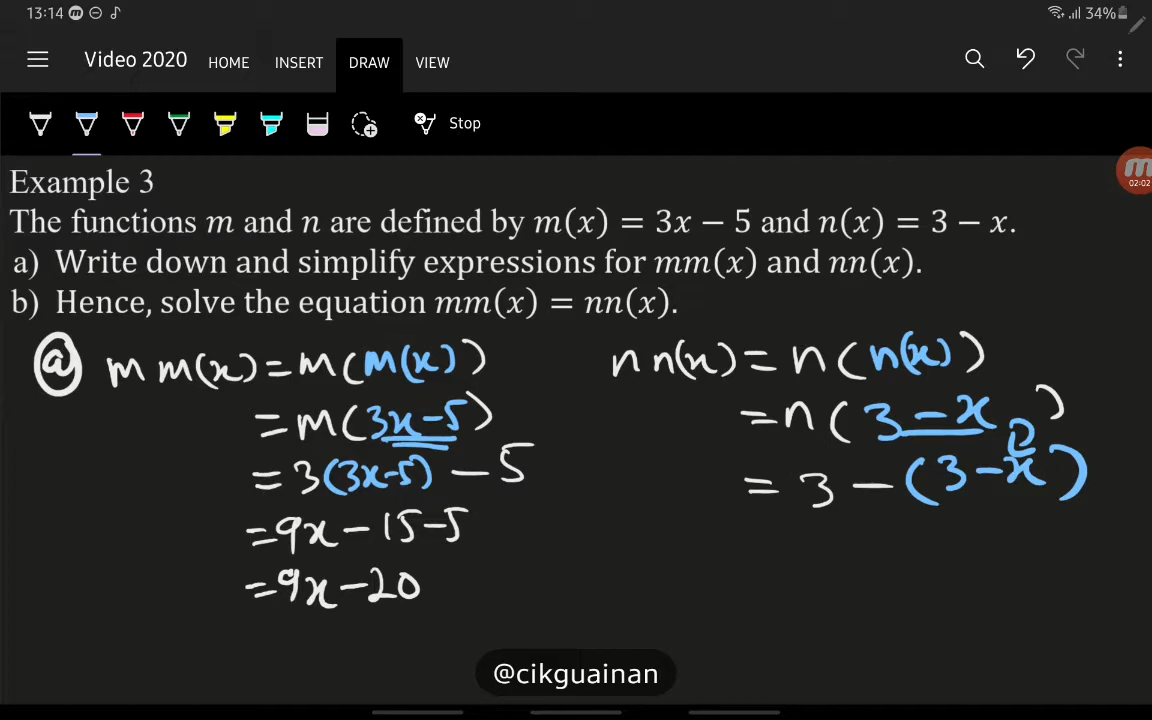 13:14 34%
Video 2020 HOME INSERT DRAW VIEW
Stop
02:02
Example 3
The functions m and n are defined by m(x) = 3x − 5 and n(x) = 3 − x.
a) Write down and simplify expressions for mm(x) and nn(x).
b) Hence, solve the equation mm(x) = nn(x).
a m m(x) = m(m(x))
= m(3x−5)
= 3(3x−5) − 5
= 9x − 15 − 5
= 9x − 20
n n(x) = n(n(x))
= n(3 − x)
= 3 − (3 − x)
@cikguainan